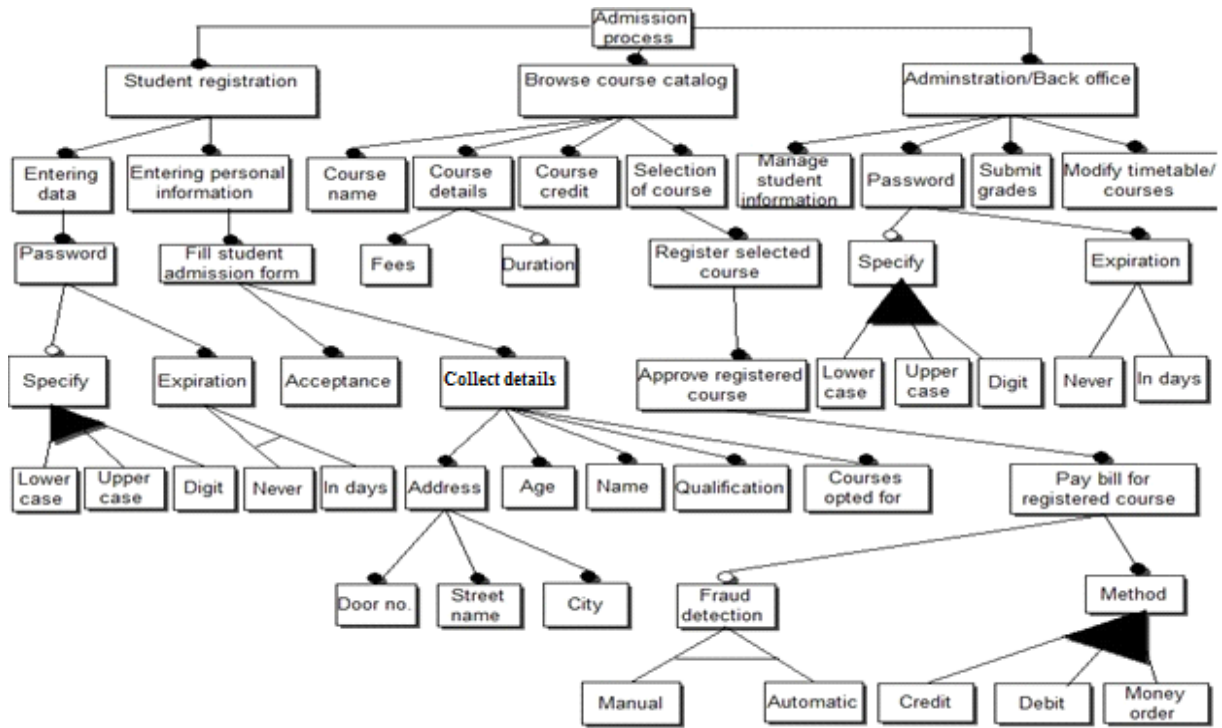 Admission
process
Student registration
Browse course catalog
Adminstration/Back office
Entering
data
Entering personal
information
Course
name
Course
details
Course
credit
Selection
of course
Manage
student
information
Password
Submit
grades
Modify timetable/
courses
Password
Fill student
admission form
Fees
Duration
Register selected
course
Specify
Expiration
Specify
Expiration
Acceptance
Collect details
Approve registered
course
Lower
case
Upper
case
Digit
Never
In days
Lower
case
Upper
case
Digit
Never
In days
Address
Age
Name
Qualification
Courses
opted for
Pay bill for
registered course
Door no.
Street
name
City
Fraud
detection
Method
Manual
Automatic
Credit
Debit
Money
order